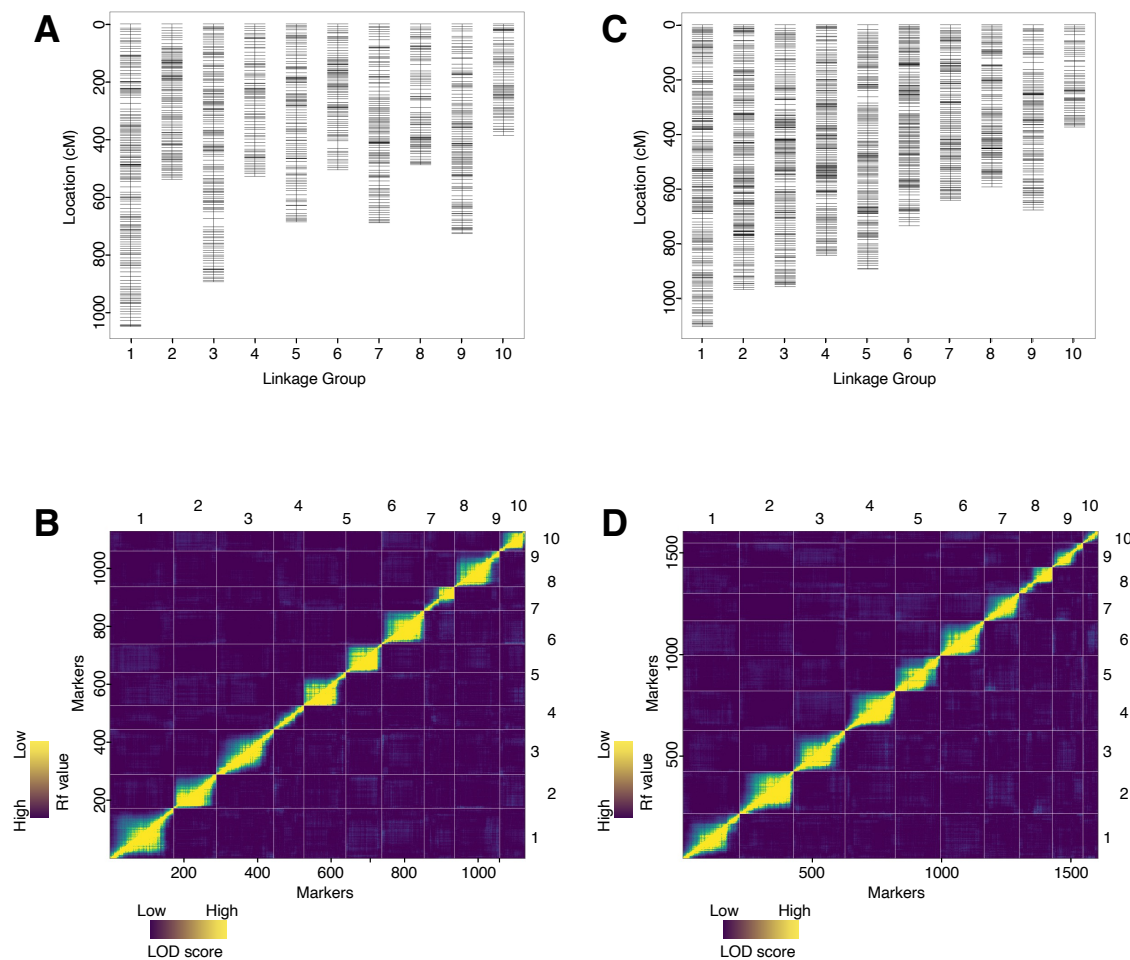 A
0
200
400
600
800
1000
Location (cM)
1 2 3 4 5 6 7 8 9 10
Linkage Group
C
0
200
400
600
800
1000
Location (cM)
1 2 3 4 5 6 7 8 9 10
Linkage Group
B
1 2 3 4 5 6 7 8 9 10
1000
800
600
400
200
Markers
10
9
8
7
6
5
4
3
2
1
200 400 600 800 1000
Markers
Low
High
Rf value
Low High
LOD score
D
1 2 3 4 5 6 7 8 9 10
1500
1000
500
Markers
10
9
8
7
6
5
4
3
2
1
500 1000 1500
Markers
Low
High
Rf value
Low High
LOD score